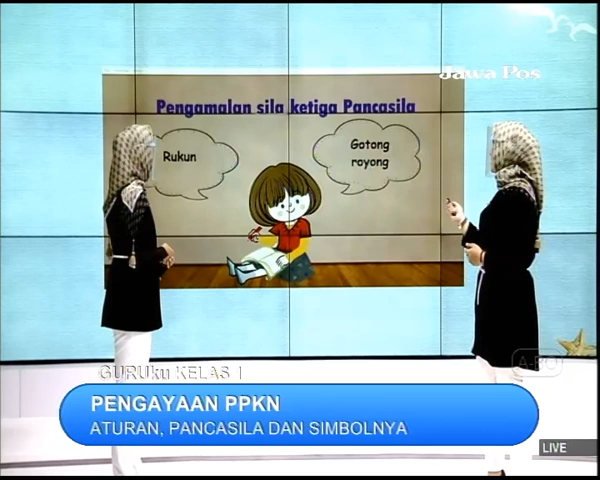 Jawa Pos
Pengamalan sila ketiga Pancasila
Rukun
Gotong
royong
GURUku KELAS 1
A-BO
PENGAYAAN PPKN
ATURAN, PANCASILA DAN SIMBOLNYA
LIVE